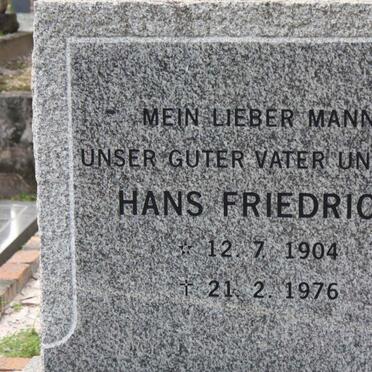 MEIN LIEBER MANN
UNSER GUTER VATER UN
HANS FRIEDRIC
* 12. 7. 1904
† 21. 2. 1976